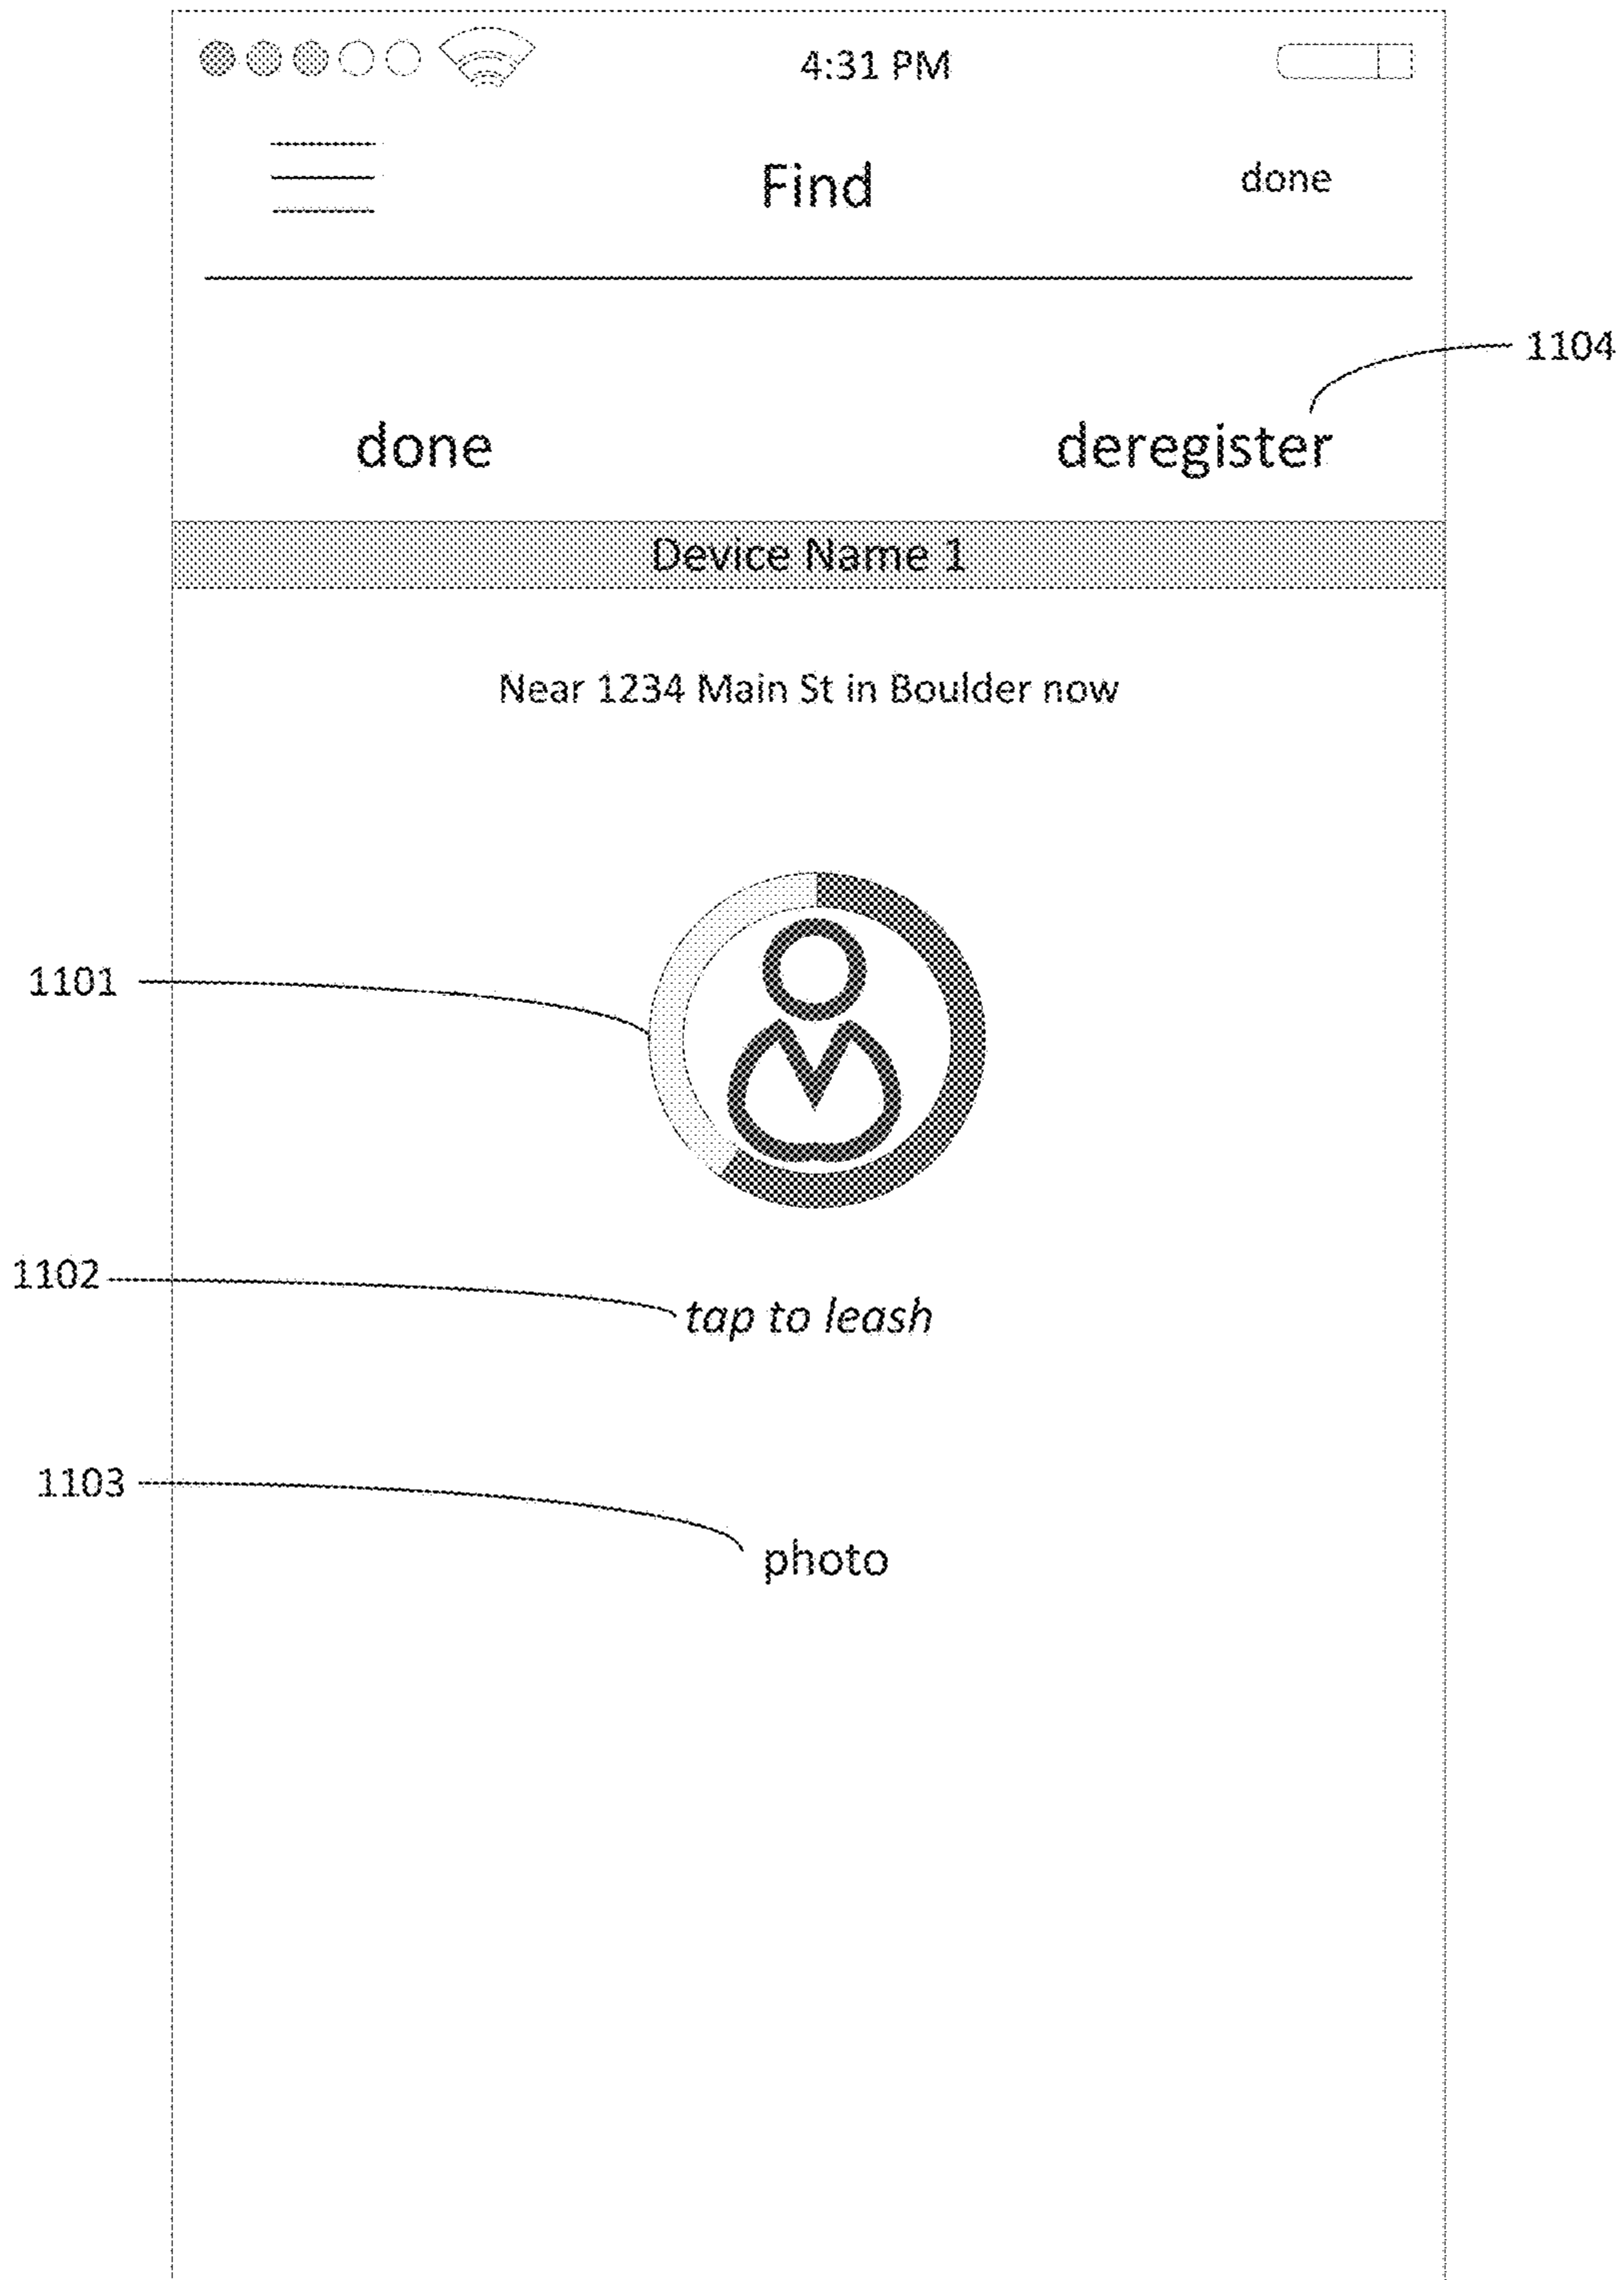 4:31 PM
Find done
1104
done deregister
Device Name 1
Near 1234 Main St in Boulder now
1101
1102
tap to leash
1103
photo